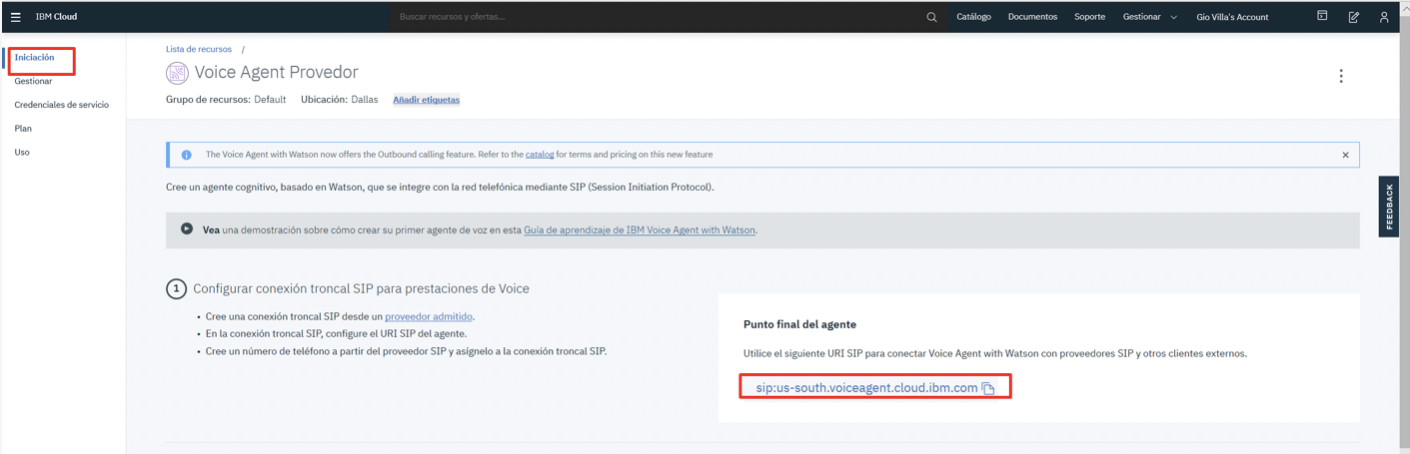 IBM Cloud
Buscar recursos y ofertas...
Catálogo
Documentos
Soporte
Gestionar
Gio Villa's Account
Iniciación
Gestionar
Credenciales de servicio
Plan
Uso
Lista de recursos /
Voice Agent Provedor
Grupo de recursos: Default Ubicación: Dallas Añadir etiquetas
The Voice Agent with Watson now offers the Outbound calling feature. Refer to the catalog for terms and pricing on this new feature
Cree un agente cognitivo, basado en Watson, que se integre con la red telefónica mediante SIP (Session Initiation Protocol).
Vea una demostración sobre cómo crear su primer agente de voz en esta Guía de aprendizaje de IBM Voice Agent with Watson.
1 Configurar conexión troncal SIP para prestaciones de Voice
• Cree una conexión troncal SIP desde un proveedor admitido.
• En la conexión troncal SIP, configure el URI SIP del agente.
• Cree un número de teléfono a partir del proveedor SIP y asígnelo a la conexión troncal SIP.
Punto final del agente
Utilice el siguiente URI SIP para conectar Voice Agent with Watson con proveedores SIP y otros clientes externos.
sip:us-south.voiceagent.cloud.ibm.com
FEEDBACK